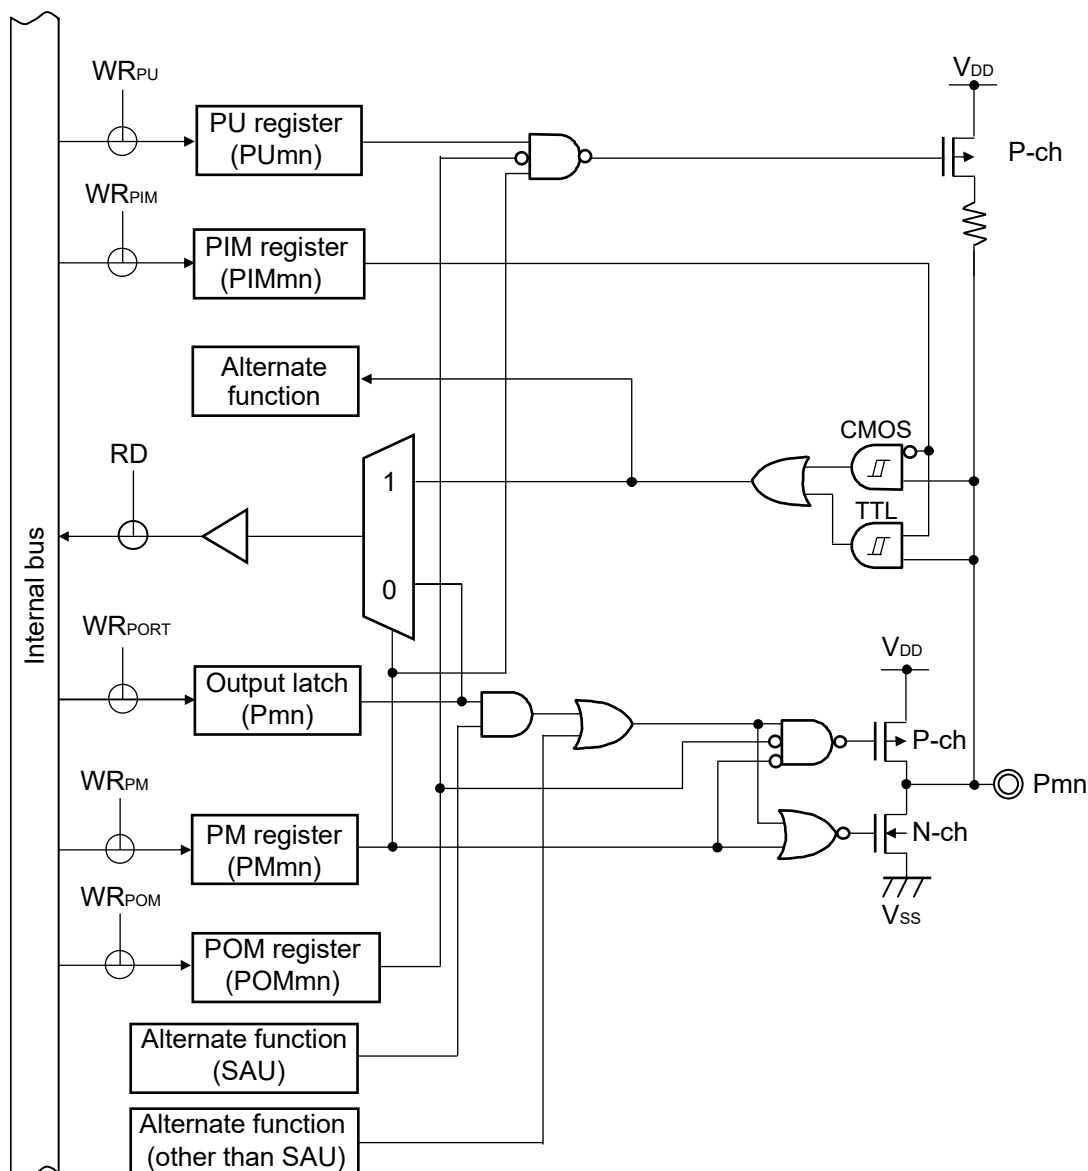 WRPU
VDD
PU register
(PUmn)
P-ch
WRPIM
PIM register
(PIMmn)
Alternate
function
CMOS
RD
1
TTL
0
Internal bus
WRPORT
VDD
Output latch
(Pmn)
P-ch
Pmn
WRPM
PM register
(PMmn)
N-ch
WRPOM
VSS
POM register
(POMmn)
Alternate function
(SAU)
Alternate function
(other than SAU)